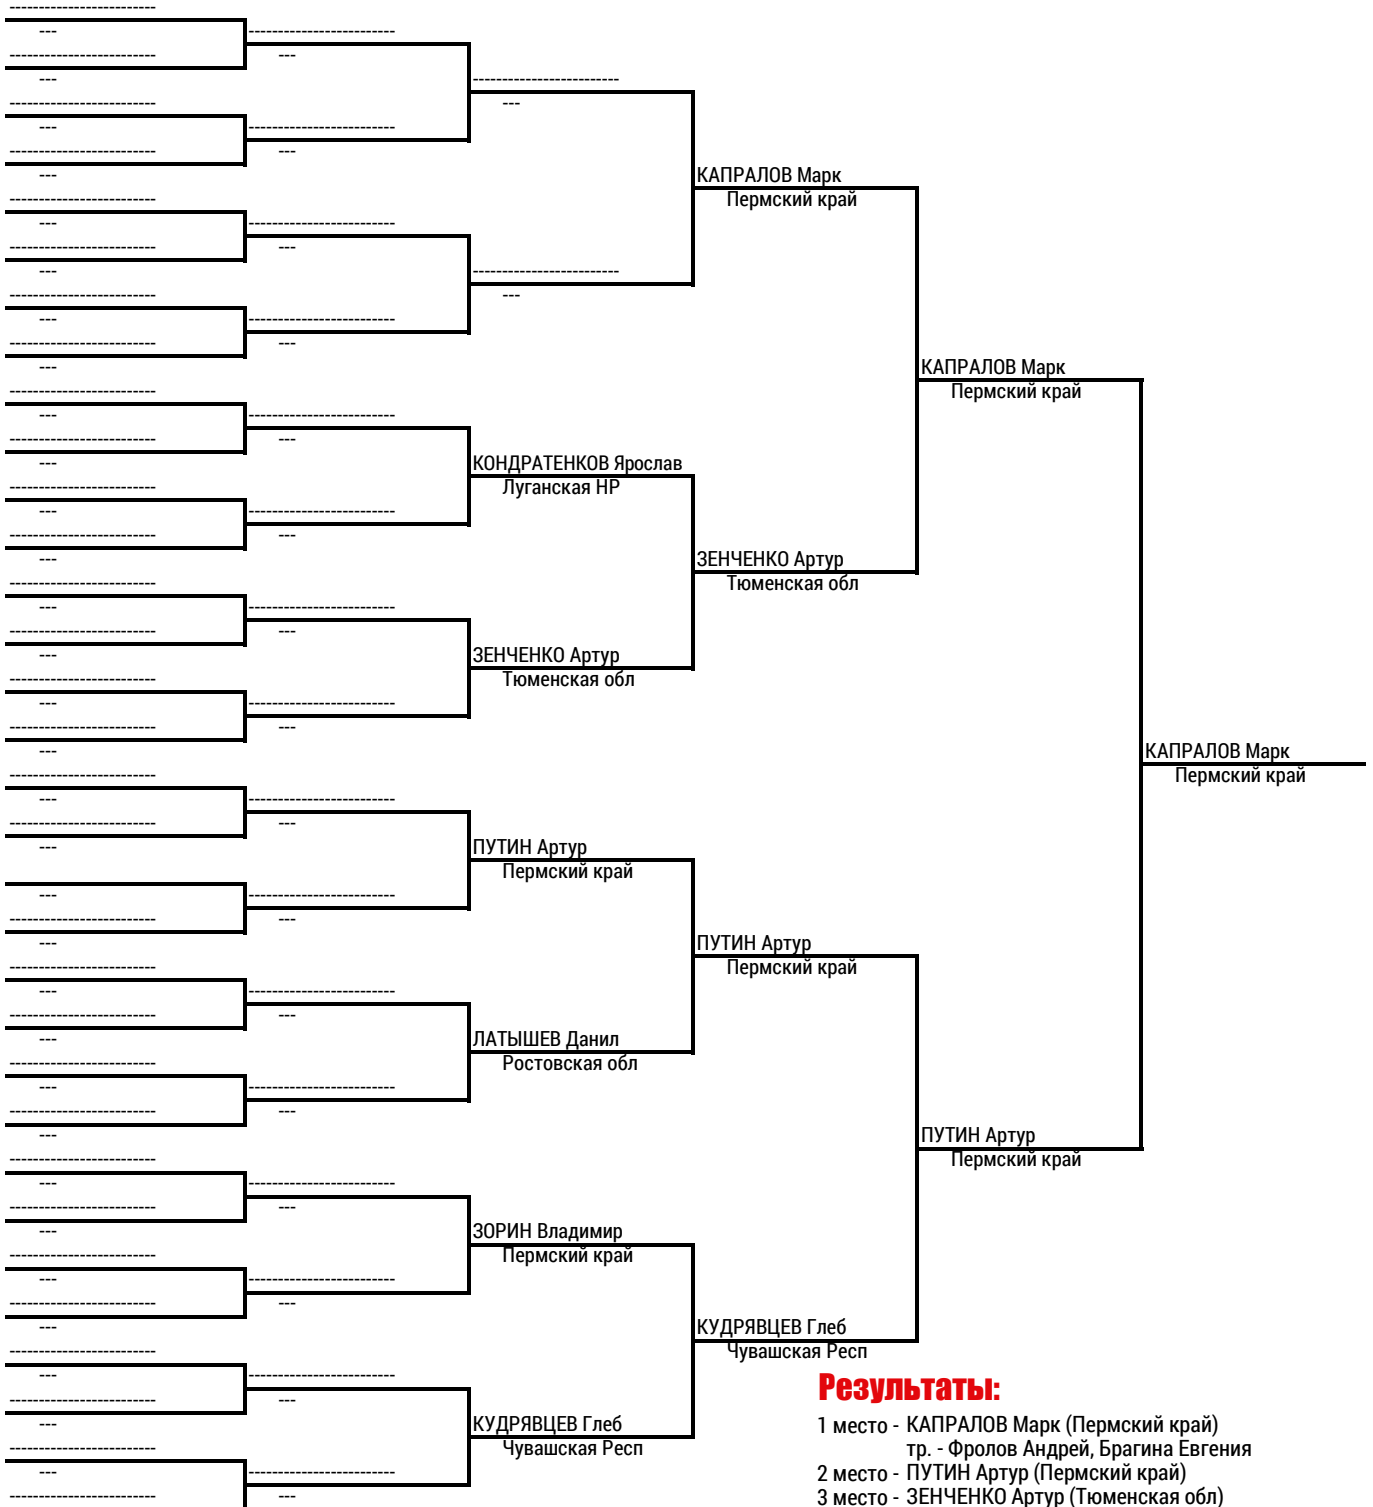 КАПРАЛОВ Марк
Пермский край
КАПРАЛОВ Марк
Пермский край
КОНДРАТЕНКОВ Ярослав
Луганская НР
ЗЕНЧЕНКО Артур
Тюменская обл
ЗЕНЧЕНКО Артур
Тюменская обл
КАПРАЛОВ Марк
Пермский край
ПУТИН Артур
Пермский край
ПУТИН Артур
Пермский край
ЛАТЫШЕВ Данил
Ростовская обл
ПУТИН Артур
Пермский край
ЗОРИН Владимир
Пермский край
КУДРЯВЦЕВ Глеб
Чувашская Респ
КУДРЯВЦЕВ Глеб
Чувашская Респ
Результаты:
1 место - КАПРАЛОВ Марк (Пермский край)
тр. - Фролов Андрей, Брагина Евгения
2 место - ПУТИН Артур (Пермский край)
3 место - ЗЕНЧЕНКО Артур (Тюменская обл)